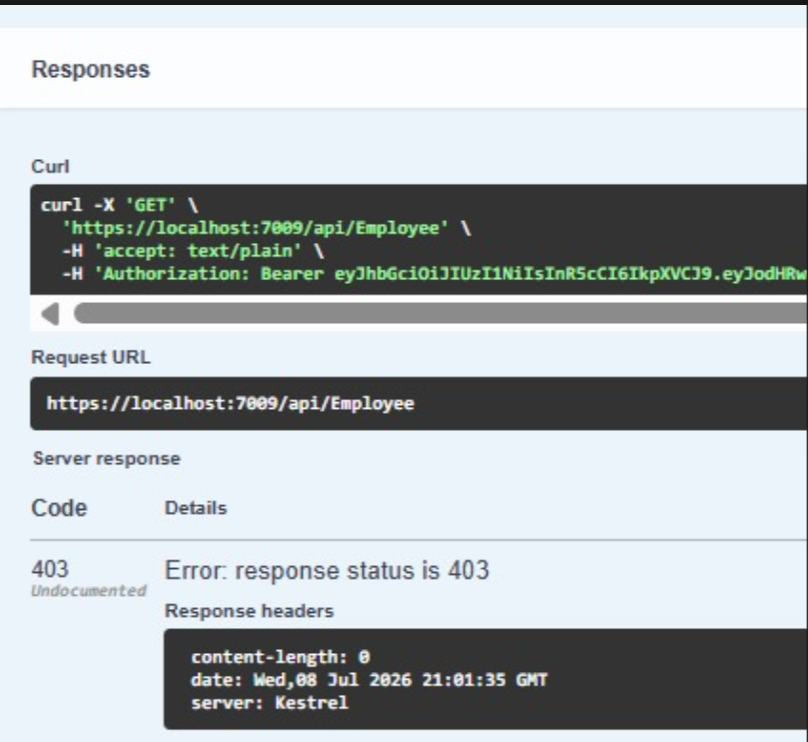 Responses
Curl
curl -X 'GET' \
'https://localhost:7009/api/Employee' \
-H 'accept: text/plain' \
-H 'Authorization: Bearer eyJhbGciOiJIUzI1NiIsInR5cCI6IkpXVCJ9.eyJodHRw
Request URL
https://localhost:7009/api/Employee
Server response
Code Details
403 Error: response status is 403
Undocumented
Response headers
content-length: 0
date: Wed,08 Jul 2026 21:01:35 GMT
server: Kestrel